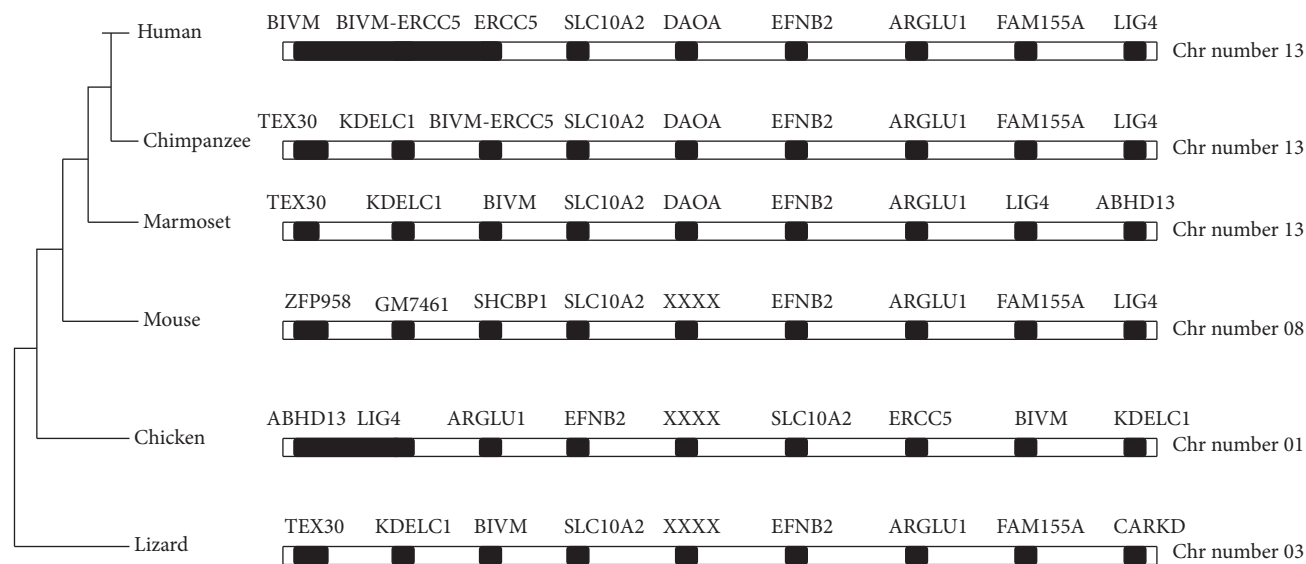 BIVM BIVM-ERCC5 ERCC5 SLC10A2 DAOA EFNB2 ARGLU1 FAM155A LIG4
Human Chr number 13
TEX30 KDELC1 BIVM-ERCC5 SLC10A2 DAOA EFNB2 ARGLU1 FAM155A LIG4
Chimpanzee Chr number 13
TEX30 KDELC1 BIVM SLC10A2 DAOA EFNB2 ARGLU1 LIG4 ABHD13
Marmoset Chr number 13
ZFP958 GM7461 SHCBP1 SLC10A2 XXXX EFNB2 ARGLU1 FAM155A LIG4
Mouse Chr number 08
ABHD13 LIG4 ARGLU1 EFNB2 XXXX SLC10A2 ERCC5 BIVM KDELC1
Chicken Chr number 01
TEX30 KDELC1 BIVM SLC10A2 XXXX EFNB2 ARGLU1 FAM155A CARKD
Lizard Chr number 03